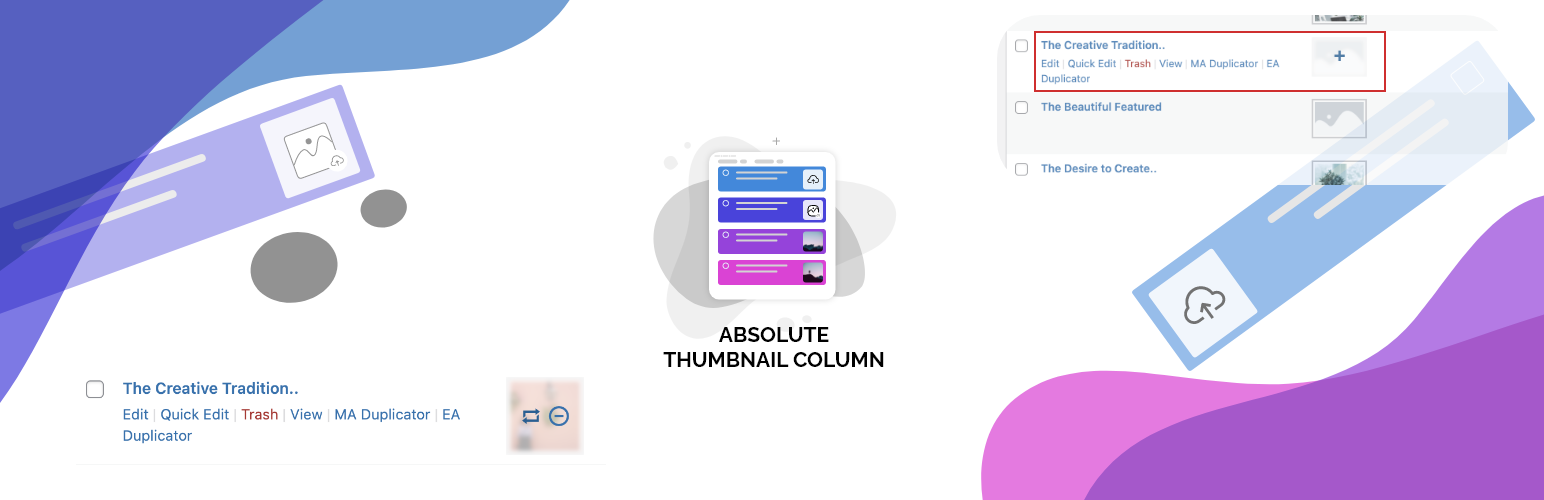 The Creative Tradition..
Edit | Quick Edit | Trash | View | MA Duplicator | EA
Duplicator
The Beautiful Featured
The Desire to Create..
ABSOLUTE
THUMBNAIL COLUMN
The Creative Tradition..
Edit | Quick Edit | Trash | View | MA Duplicator | EA
Duplicator